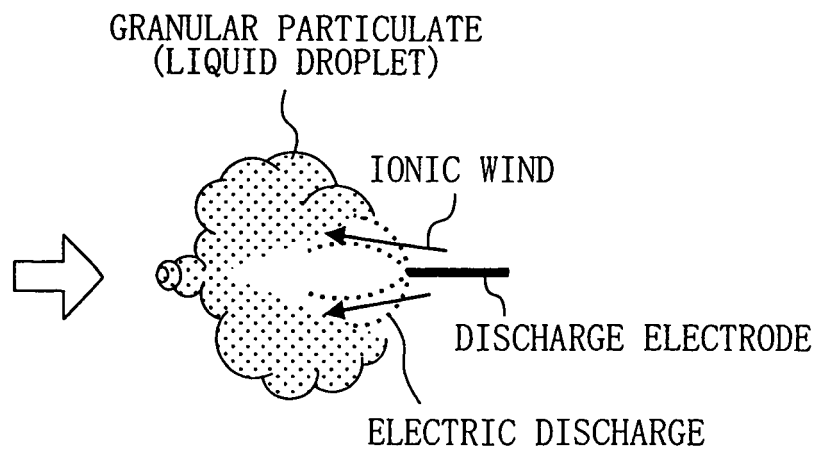 GRANULAR PARTICULATE
(LIQUID DROPLET)
IONIC WIND
DISCHARGE ELECTRODE
ELECTRIC DISCHARGE